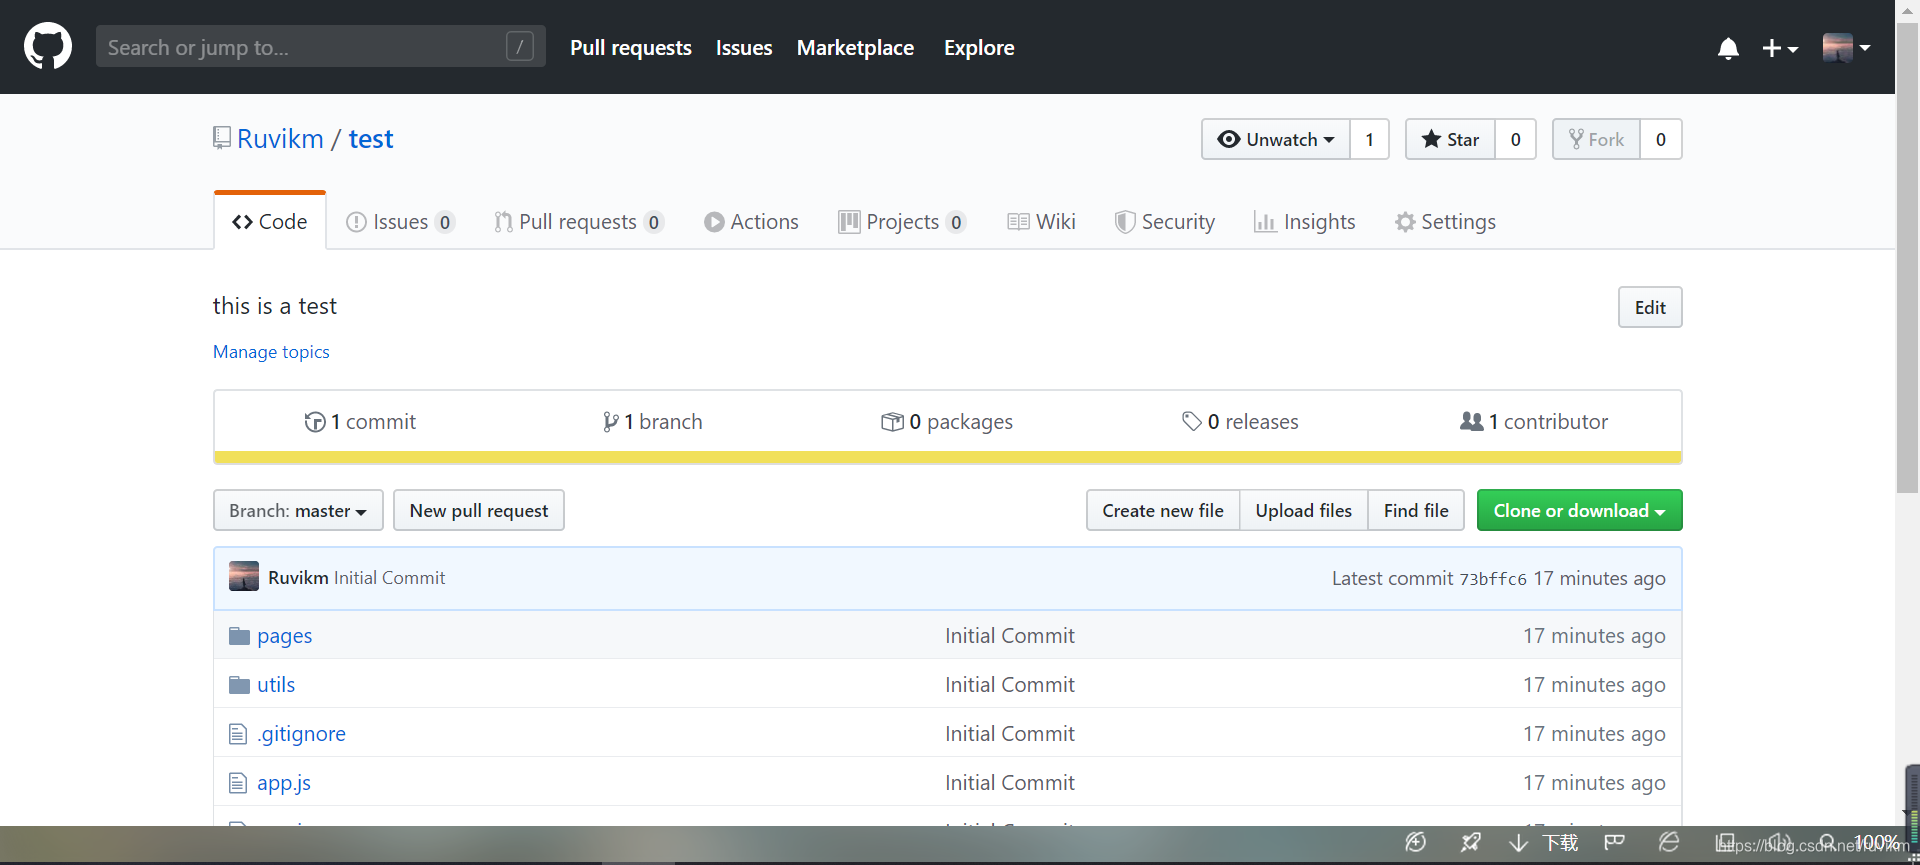 Search or jump to... / Pull requests Issues Marketplace Explore
Ruvikm / test Unwatch 1 Star 0 Fork 0
Code Issues 0 Pull requests 0 Actions Projects 0 Wiki Security Insights Settings
this is a test Edit
Manage topics
1 commit 1 branch 0 packages 0 releases 1 contributor
Branch: master New pull request Create new file Upload files Find file Clone or download
Ruvikm Initial Commit Latest commit 73bffc6 17 minutes ago
pages Initial Commit 17 minutes ago
utils Initial Commit 17 minutes ago
.gitignore Initial Commit 17 minutes ago
app.js Initial Commit 17 minutes ago
下载 100%
https://blog.csdn.net/ruvikm